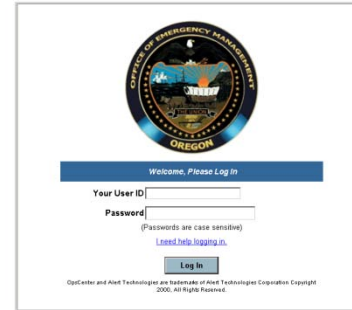 OFFICE OF EMERGENCY MANAGEMENT
THE UNION
OREGON
Welcome, Please Log In
Your User ID
Password
(Passwords are case sensitive)
I need help logging in.
Log In
OpsCenter and Alert Technologies are trademarks of Alert Technologies Corporation Copyright
2000, All Rights Reserved.